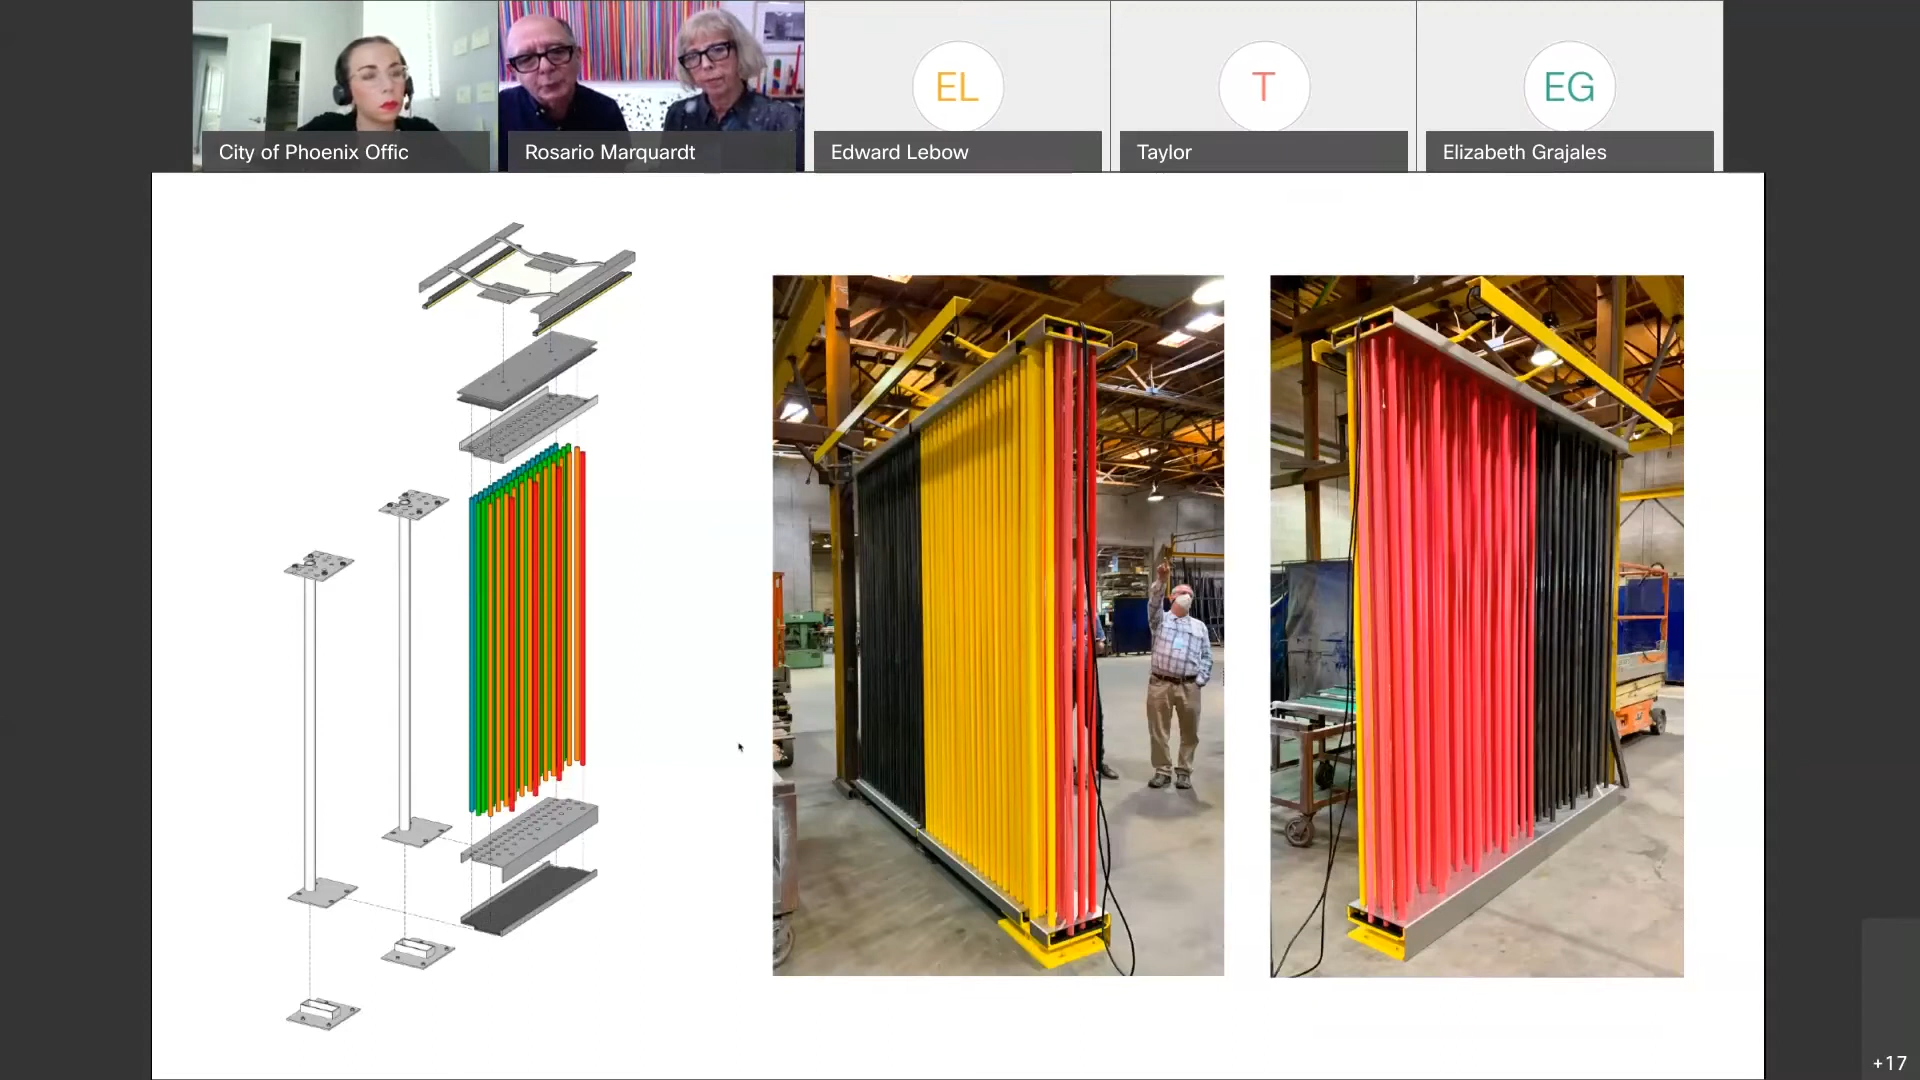 EL
T
EG
City of Phoenix Offic
Rosario Marquardt
Edward Lebow
Taylor
Elizabeth Grajales
+17